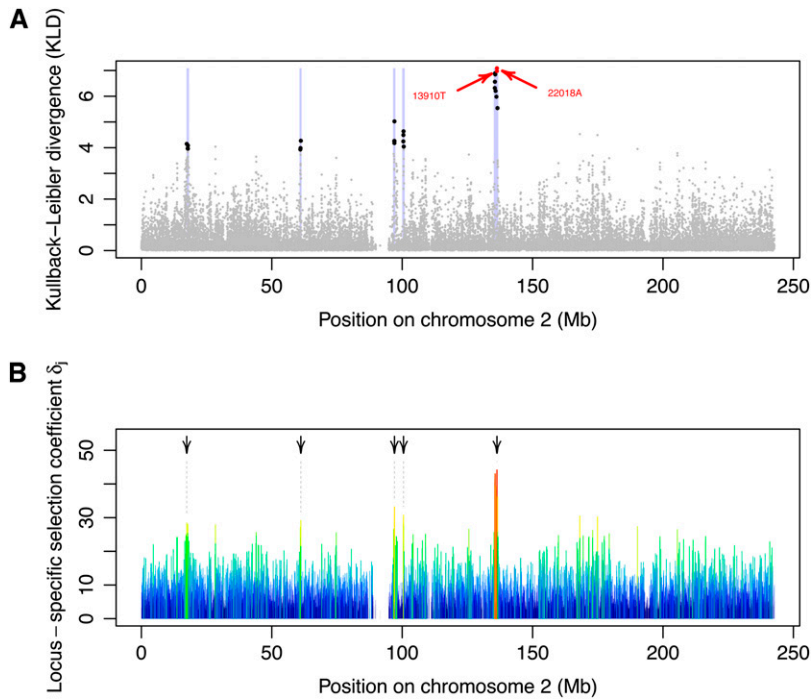 A
Kullback–Leibler divergence (KLD)
6
4
2
0
13910T
22018A
0 50 100 150 200 250
Position on chromosome 2 (Mb)
B
Locus – specific selection coefficient δj
50
30
10
0
0 50 100 150 200 250
Position on chromosome 2 (Mb)